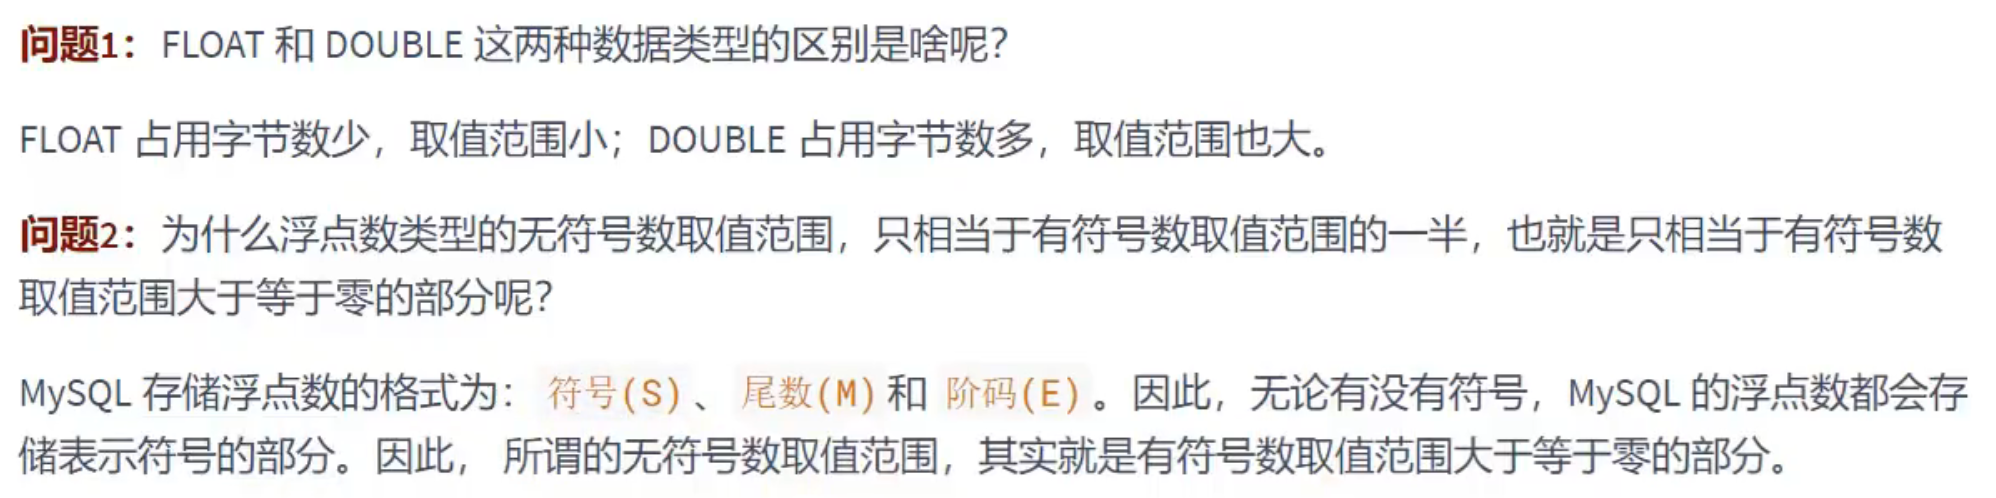 问题1：FLOAT 和 DOUBLE 这两种数据类型的区别是啥呢？
FLOAT 占用字节数少，取值范围小；DOUBLE 占用字节数多，取值范围也大。
问题2：为什么浮点数类型的无符号数取值范围，只相当于有符号数取值范围的一半，也就是只相当于有符号数
取值范围大于等于零的部分呢？
MySQL 存储浮点数的格式为：符号(S)、尾数(M)和 阶码(E)。因此，无论有没有符号，MySQL 的浮点数都会存
储表示符号的部分。因此， 所谓的无符号数取值范围，其实就是有符号数取值范围大于等于零的部分。